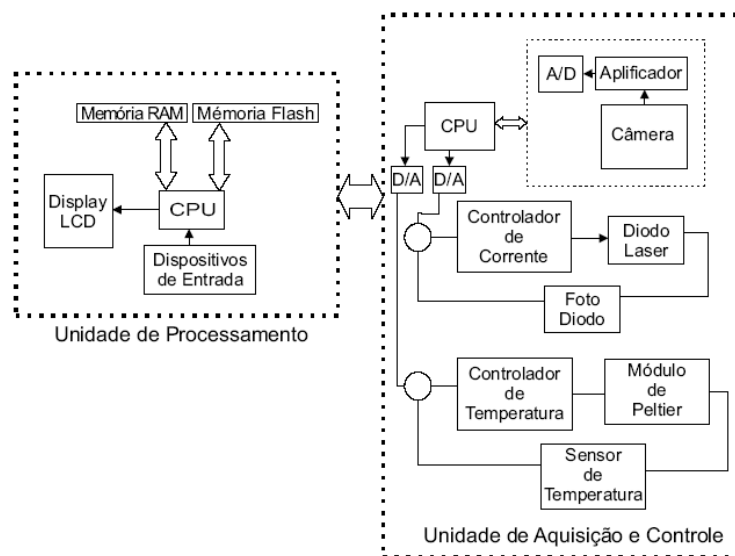 Memória RAM
Mémoria Flash
Display
LCD
CPU
Dispositivos
de Entrada
Unidade de Processamento
A/D
Aplificador
Câmera
CPU
D/A
D/A
Controlador
de
Corrente
Diodo
Laser
Foto
Diodo
Controlador
de
Temperatura
Módulo
de
Peltier
Sensor
de
Temperatura
Unidade de Aquisição e Controle